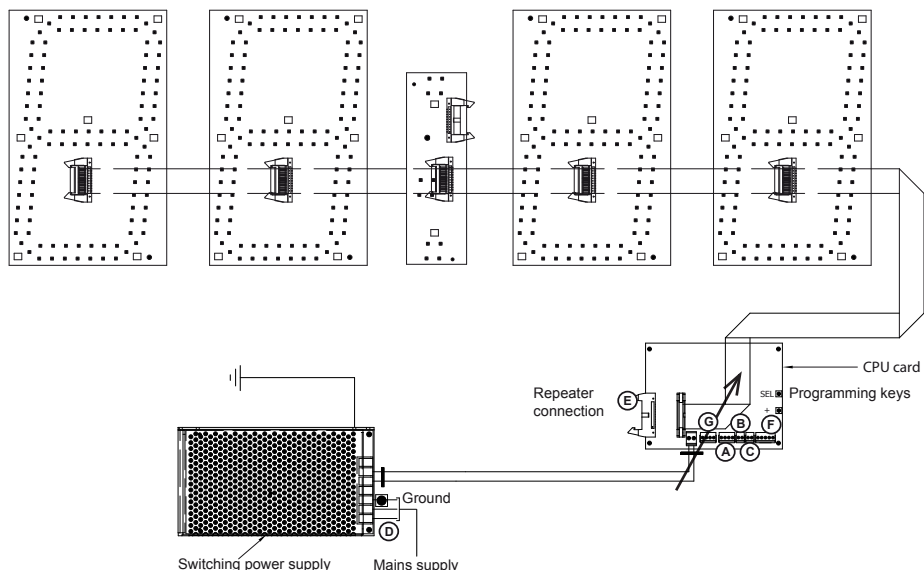 CPU card
Repeater
connection
E
SEL
Programming keys
+
G
B
F
A
C
Ground
D
Switching power supply
Mains supply